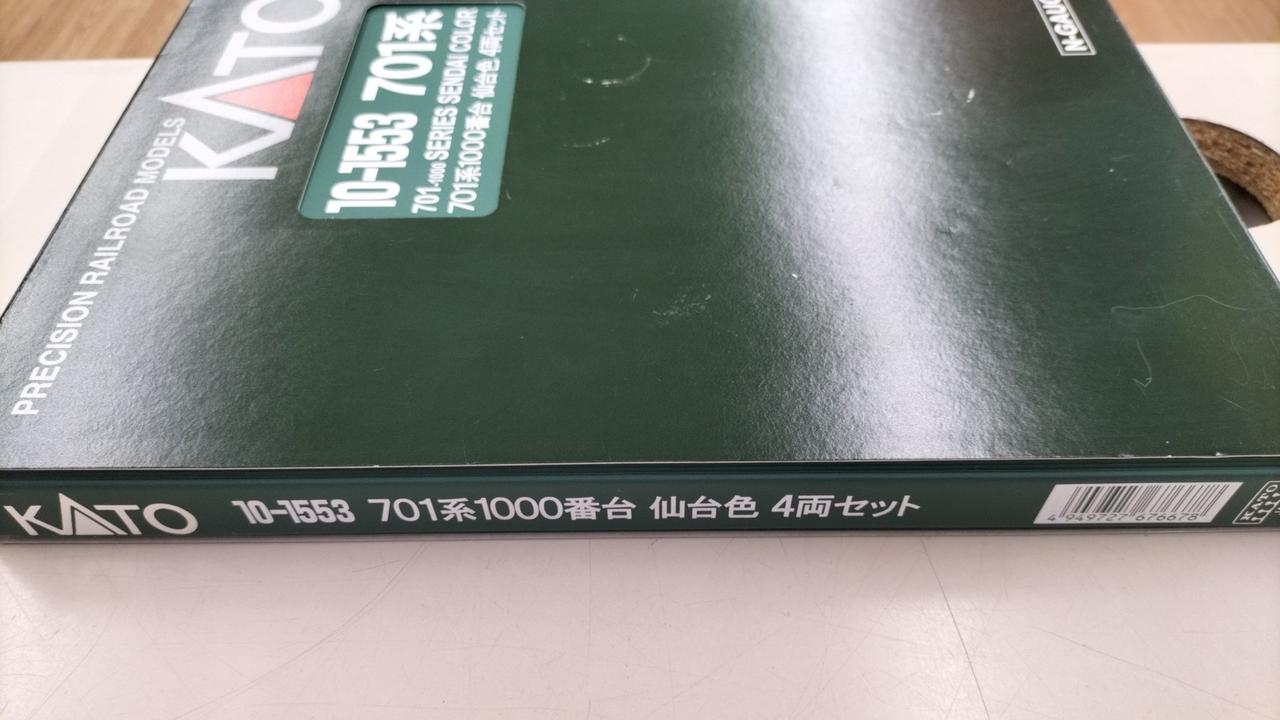 PRECISION RAILROAD MODELS
KATO
10-1553 701系
701-1000 SERIES SENDAI COLOR
701系1000番台 仙台色 4両セット
KATO 10-1553 701系1000番台 仙台色 4両セット
4 949727 676678
KATO